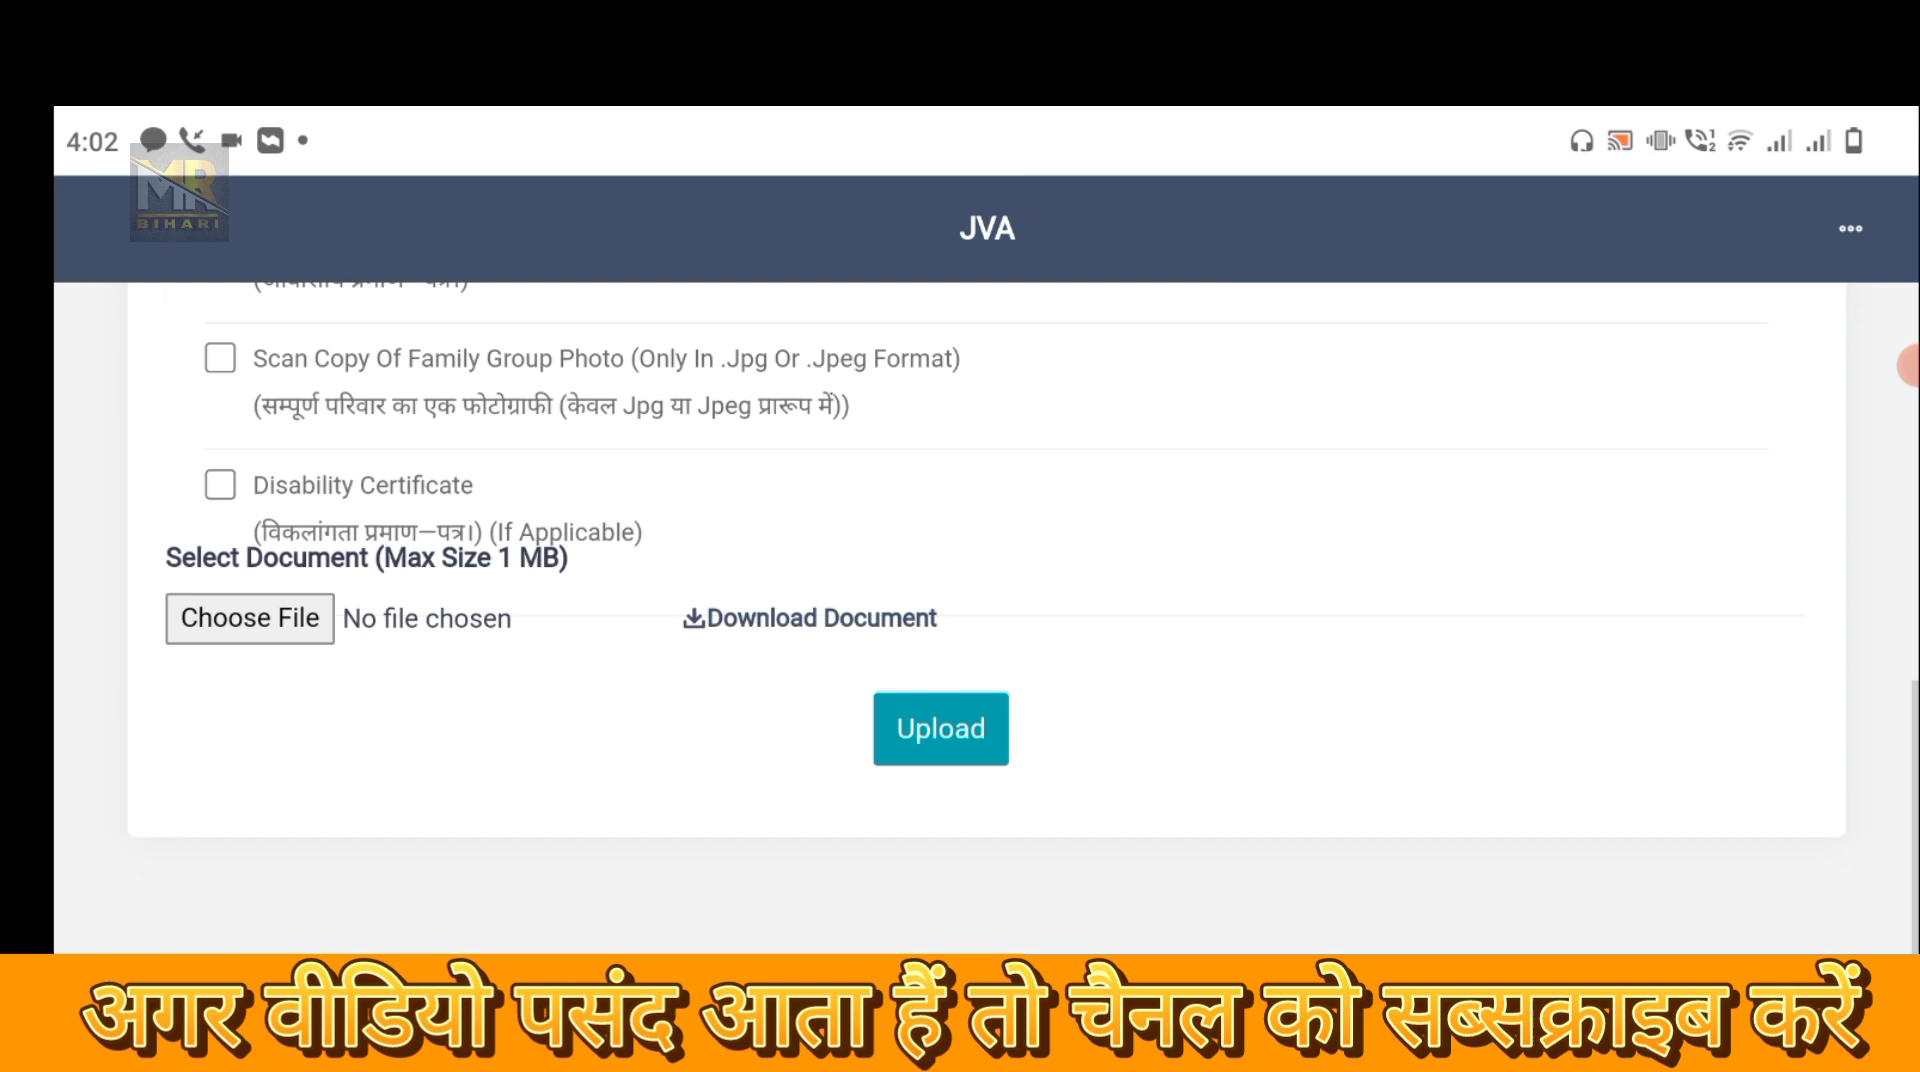 4:02
MR
BIHARI
JVA
Scan Copy Of Family Group Photo (Only In .Jpg Or .Jpeg Format)
(सम्पूर्ण परिवार का एक फोटोग्राफी (केवल Jpg या Jpeg प्रारूप में))
Disability Certificate
(विकलांगता प्रमाण—पत्र।) (If Applicable)
Select Document (Max Size 1 MB)
Choose File No file chosen Download Document
Upload
अगर वीडियो पसंद आता हैं तो चैनल को सब्सक्राइब करें